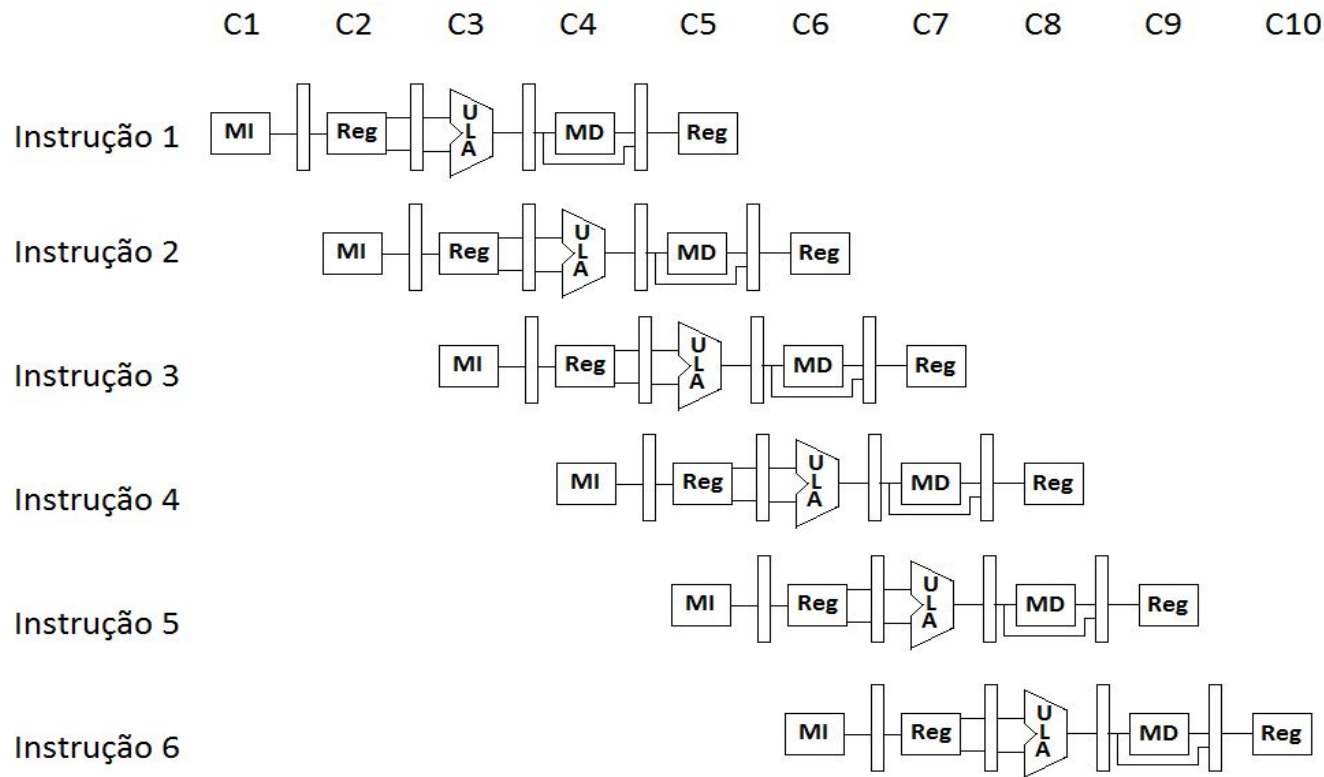 C1 C2 C3 C4 C5 C6 C7 C8 C9 C10
Instrução 1 MI Reg ULA MD Reg
Instrução 2 MI Reg ULA MD Reg
Instrução 3 MI Reg ULA MD Reg
Instrução 4 MI Reg ULA MD Reg
Instrução 5 MI Reg ULA MD Reg
Instrução 6 MI Reg ULA MD Reg